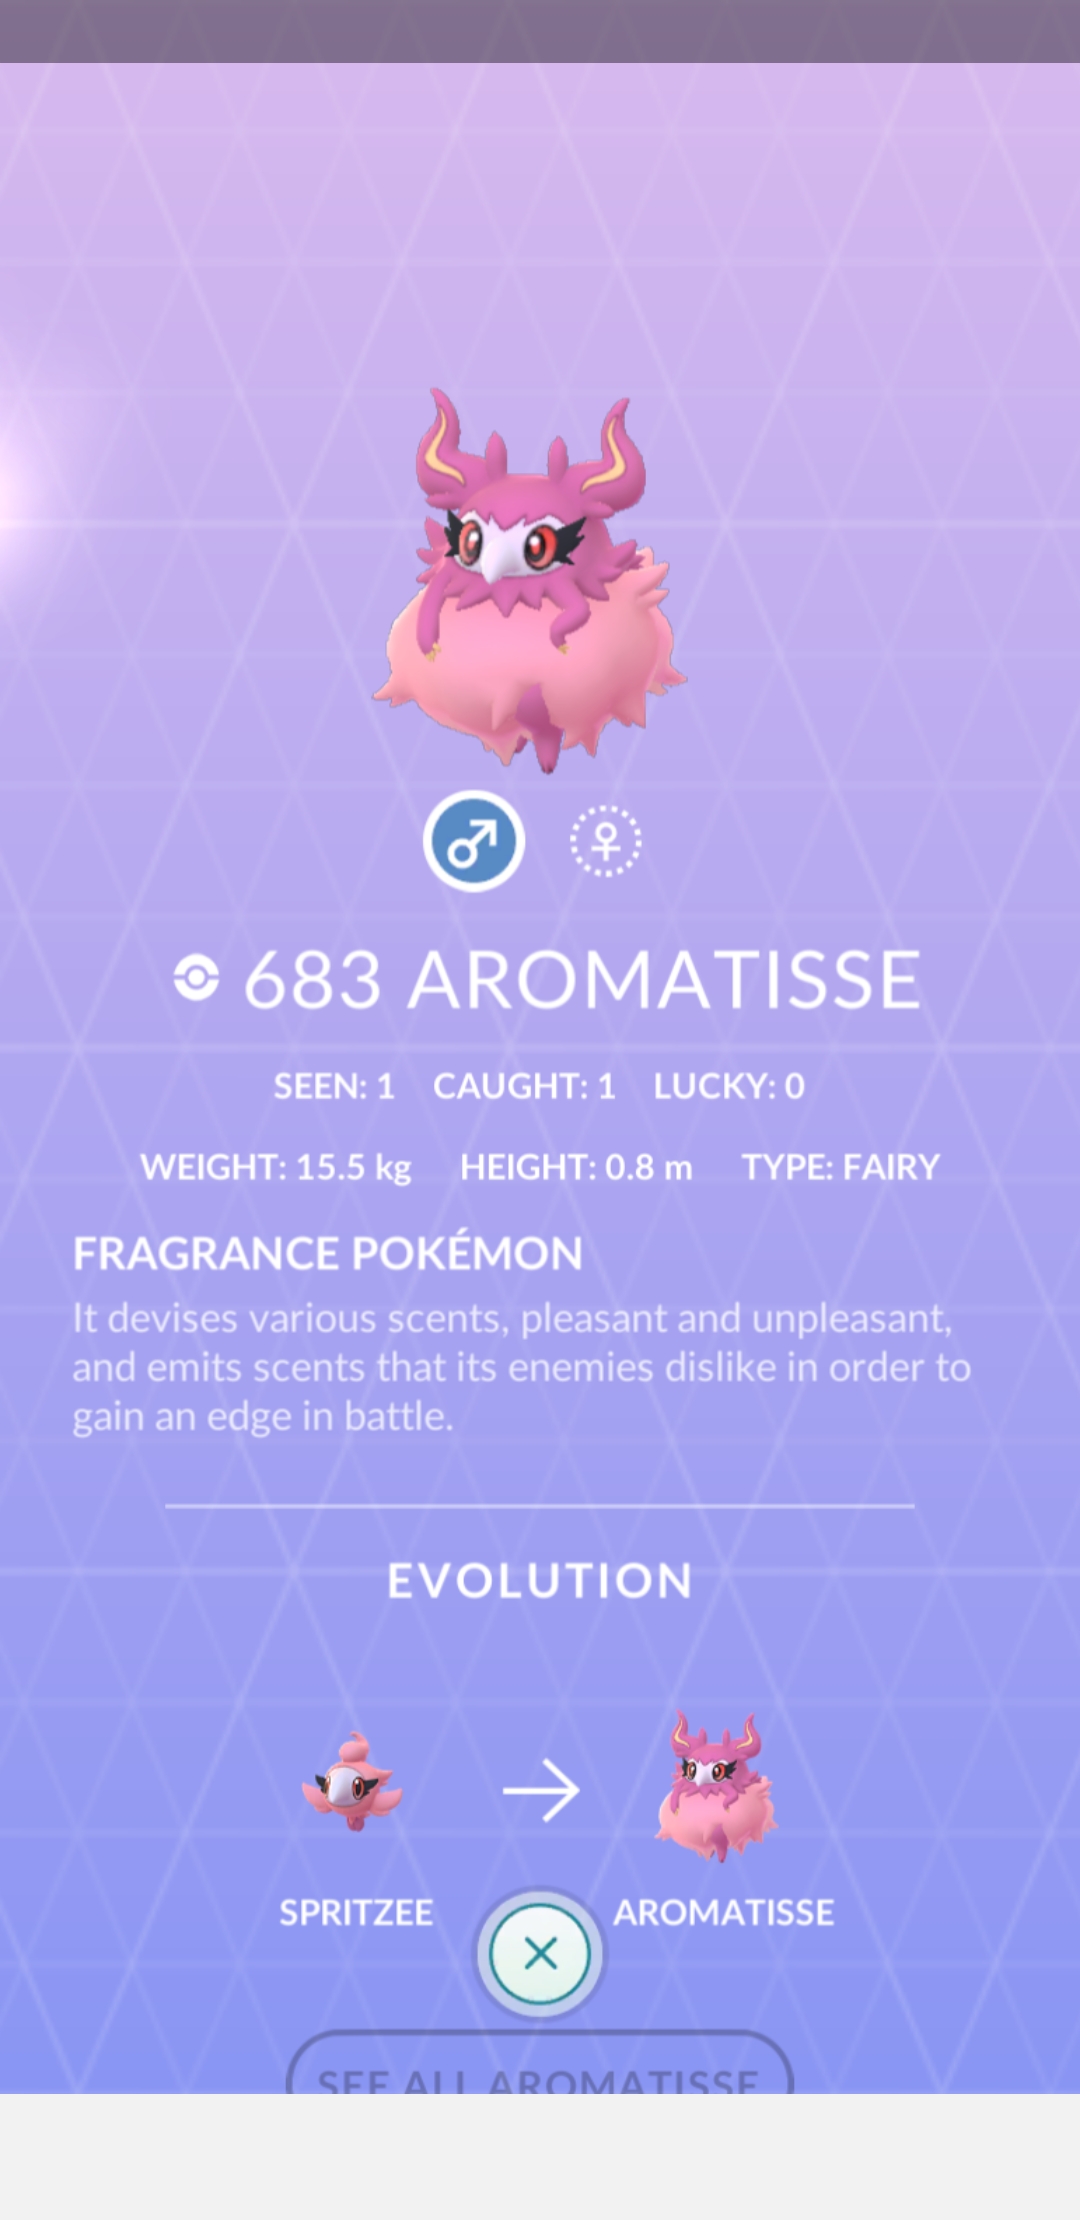 683 AROMATISSE
SEEN: 1 CAUGHT: 1 LUCKY: 0
WEIGHT: 15.5 kg HEIGHT: 0.8 m TYPE: FAIRY
FRAGRANCE POKÉMON
It devises various scents, pleasant and unpleasant,
and emits scents that its enemies dislike in order to
gain an edge in battle.
EVOLUTION
SPRITZEE AROMATISSE
SEE ALL AROMATISSE